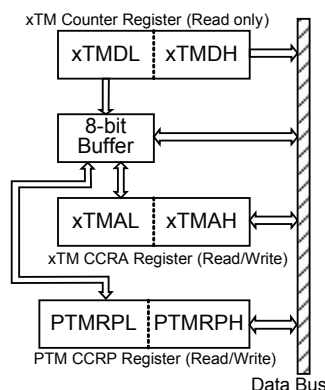 xTM Counter Register (Read only)
xTMDL xTMDH
8-bit
Buffer
xTMAL xTMAH
xTM CCRA Register (Read/Write)
PTMRPL PTMRPH
PTM CCRP Register (Read/Write)
Data Bus